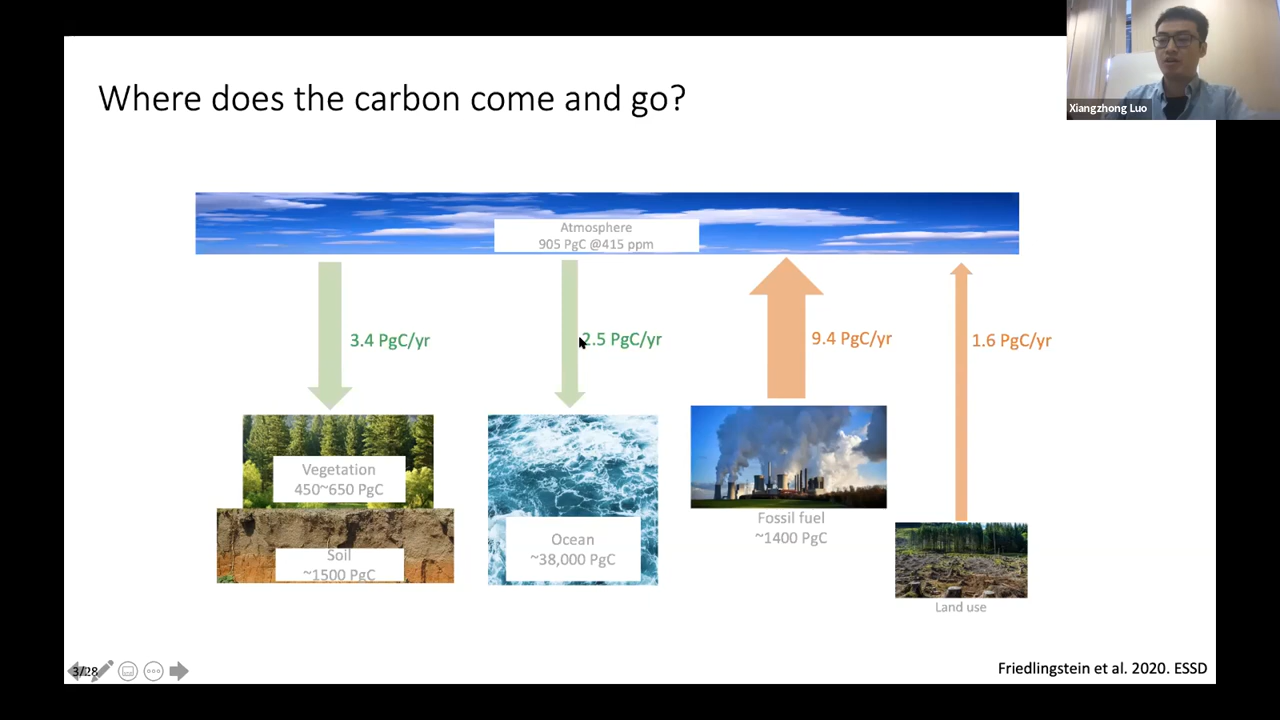 Xiangzhong Luo
Where does the carbon come and go?
Atmosphere
905 PgC @415 ppm
3.4 PgC/yr
2.5 PgC/yr
9.4 PgC/yr
1.6 PgC/yr
Vegetation
450~650 PgC
Soil
~1500 PgC
Ocean
~38,000 PgC
Fossil fuel
~1400 PgC
Land use
3/28
Friedlingstein et al. 2020. ESSD